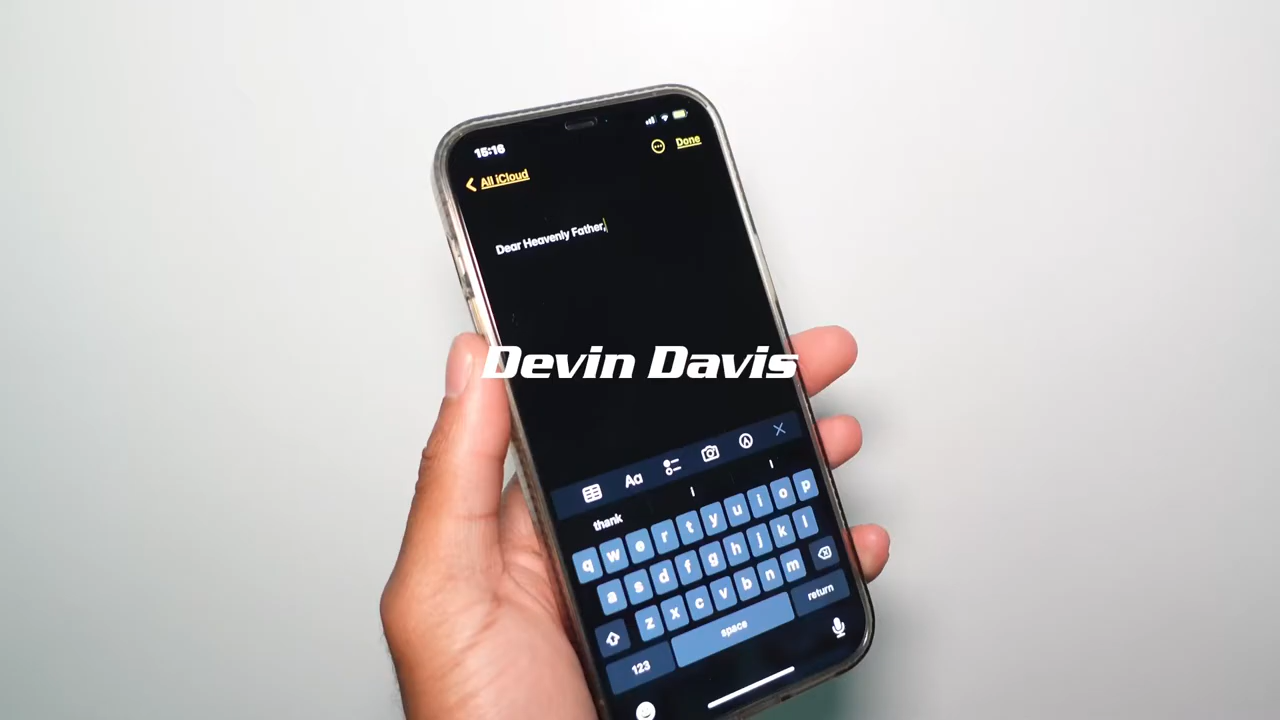 15:16
Done
All iCloud
Dear Heavenly Father,
Devin Davis
Aa
thank I I
q w e r t y u i o p
a s d f g h j k l
z x c v b n m
123 space return